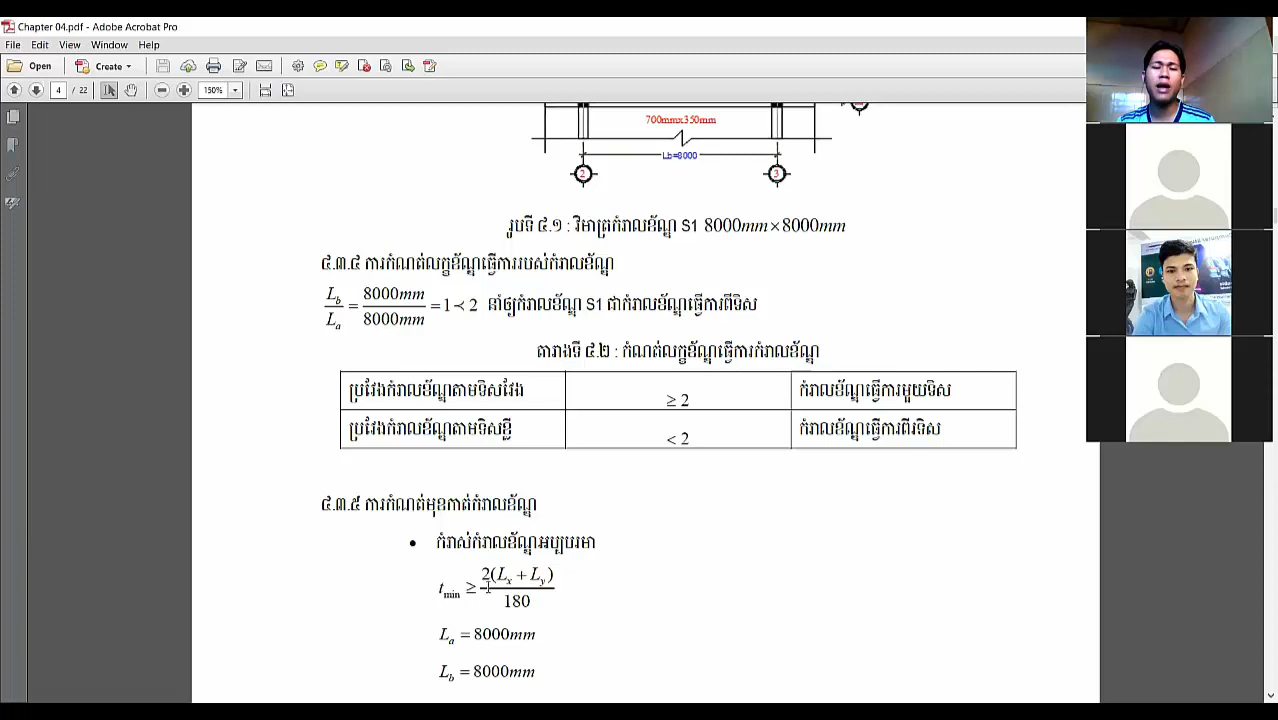 Chapter 04.pdf - Adobe Acrobat Pro
File Edit View Window Help
Open Create
4 / 22 150%
700mmx350mm
Lb=8000
2 3
រូបទី ៤.១ : វិមាត្រកំរាលខ័ណ្ឌ S1 8000mm×8000mm
៤.៣.៤ ការកំណត់លក្ខខ័ណ្ឌធ្វើការរបស់កំរាលខ័ណ្ឌ
L_b/L_a = 8000mm/8000mm = 1 ≺ 2 នាំឲ្យកំរាលខ័ណ្ឌ S1 ជាកំរាលខ័ណ្ឌធ្វើការពីទិស
តារាងទី ៤.២ : កំណត់លក្ខខ័ណ្ឌធ្វើការកំរាលខ័ណ្ឌ
ប្រវែងកំរាលខ័ណ្ឌតាមទិសវែង ≥ 2 កំរាលខ័ណ្ឌធ្វើការមួយទិស
ប្រវែងកំរាលខ័ណ្ឌតាមទិសខ្លី < 2 កំរាលខ័ណ្ឌធ្វើការពីរទិស
៤.៣.៥ ការកំណត់មុខកាត់កំរាលខ័ណ្ឌ
• កំរាស់កំរាលខ័ណ្ឌអប្បបរមា
t_min ≥ 2(L_x + L_y)/180
L_a = 8000mm
L_b = 8000mm